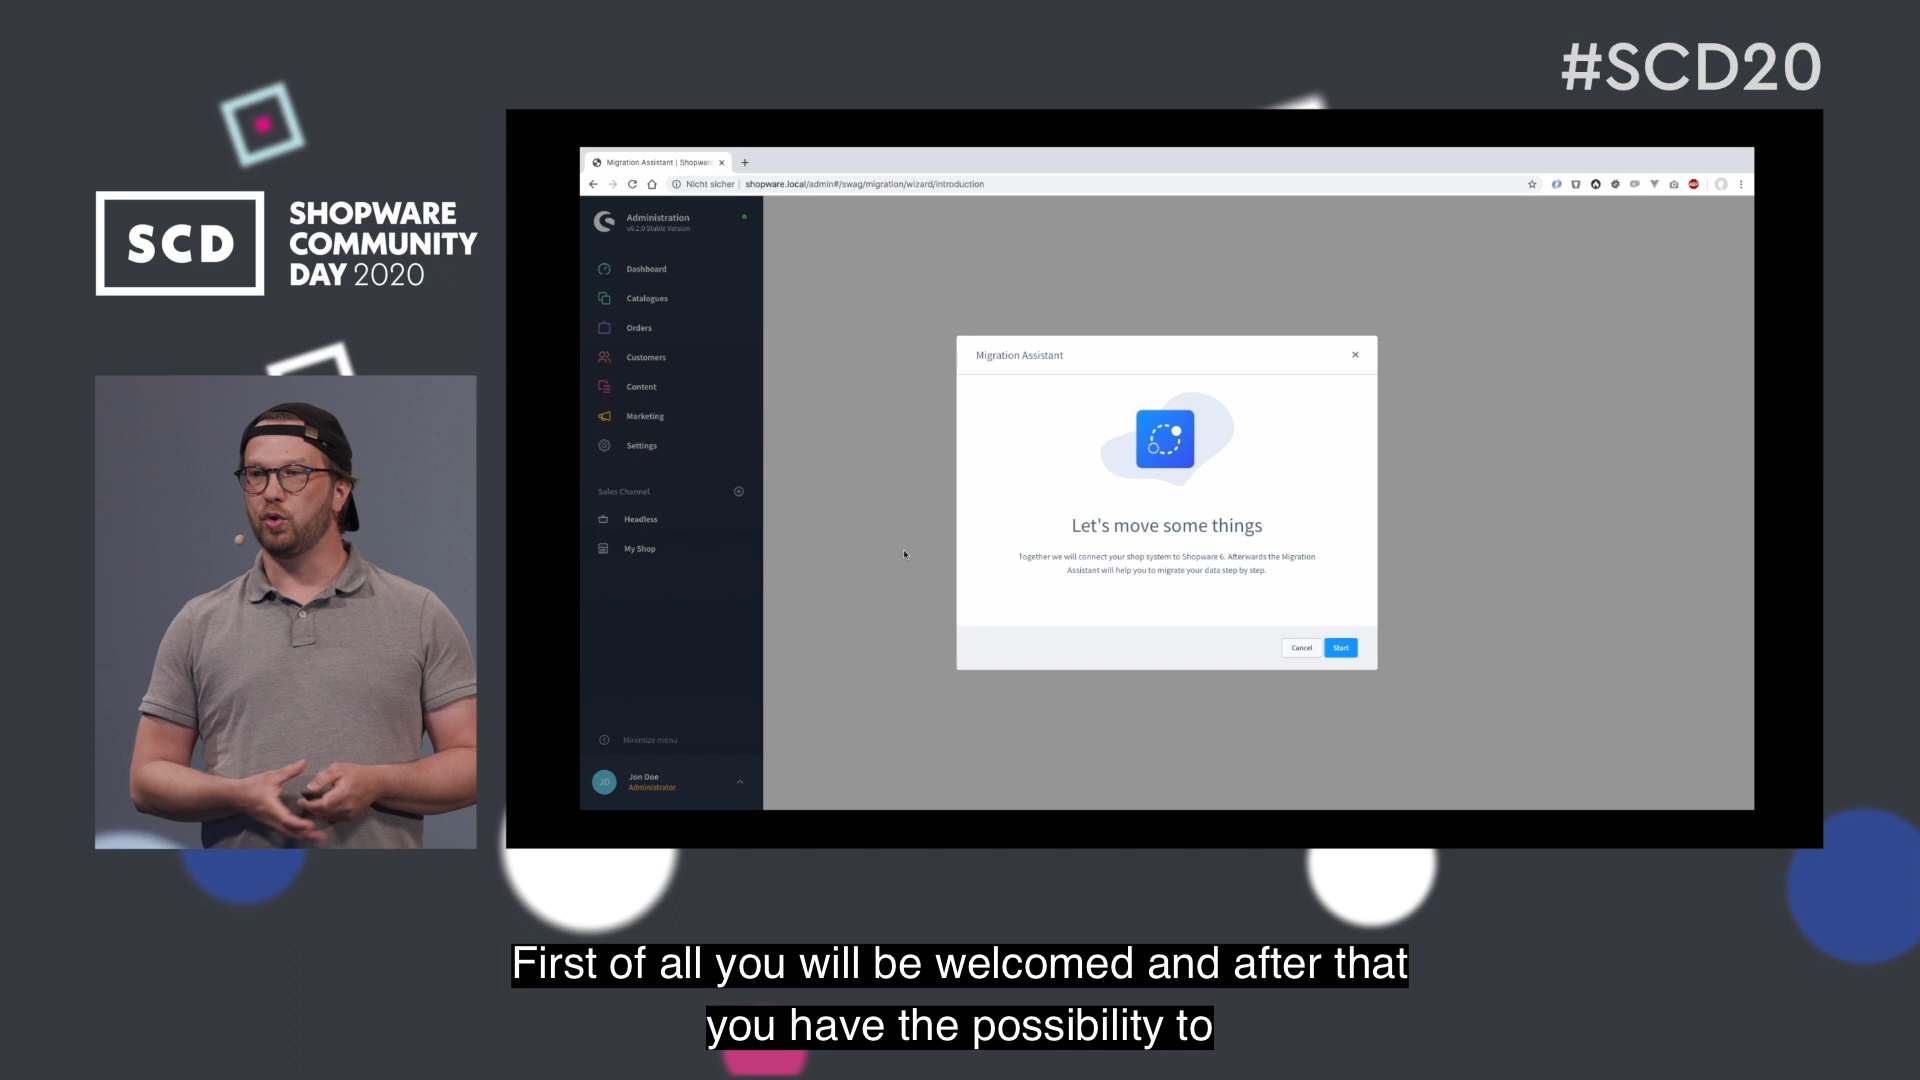 #SCD20
SCD
SHOPWARE
COMMUNITY
DAY 2020
Migration Assistant | Shopware
Nicht sicher | shopware.local/admin#/swag/migration/wizard/introduction
Administration
v6.2.0 Stable Version
Dashboard
Catalogues
Orders
Customers
Content
Marketing
Settings
Sales Channel
Headless
My Shop
Minimize menu
JD
Jon Doe
Administrator
Migration Assistant
Let's move some things
Together we will connect your shop system to Shopware 6. Afterwards the Migration
Assistant will help you to migrate your data step by step.
Cancel
Start
First of all you will be welcomed and after that
you have the possibility to